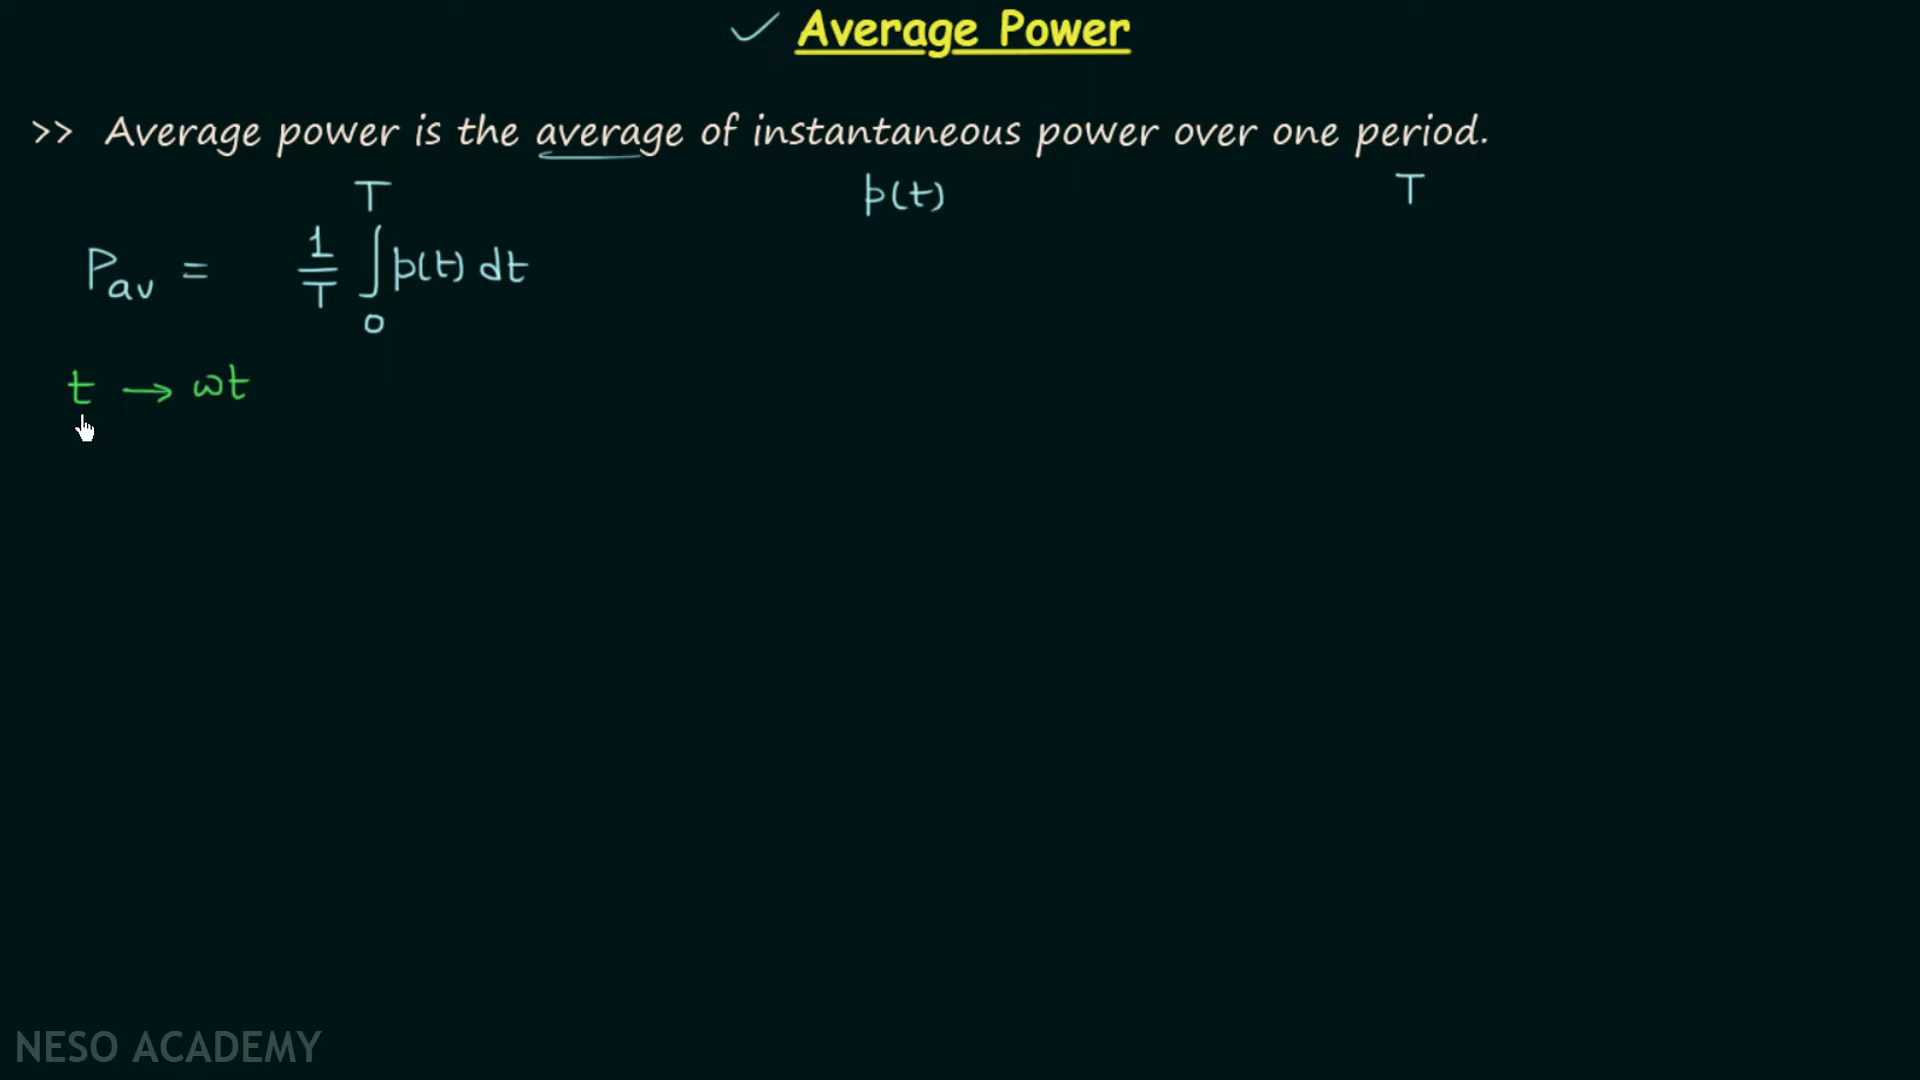 ✓ Average Power
>> Average power is the average of instantaneous power over one period.
p(t) T
Pav = 1/T ∫₀ᵀ p(t) dt
t → ωt
NESO ACADEMY